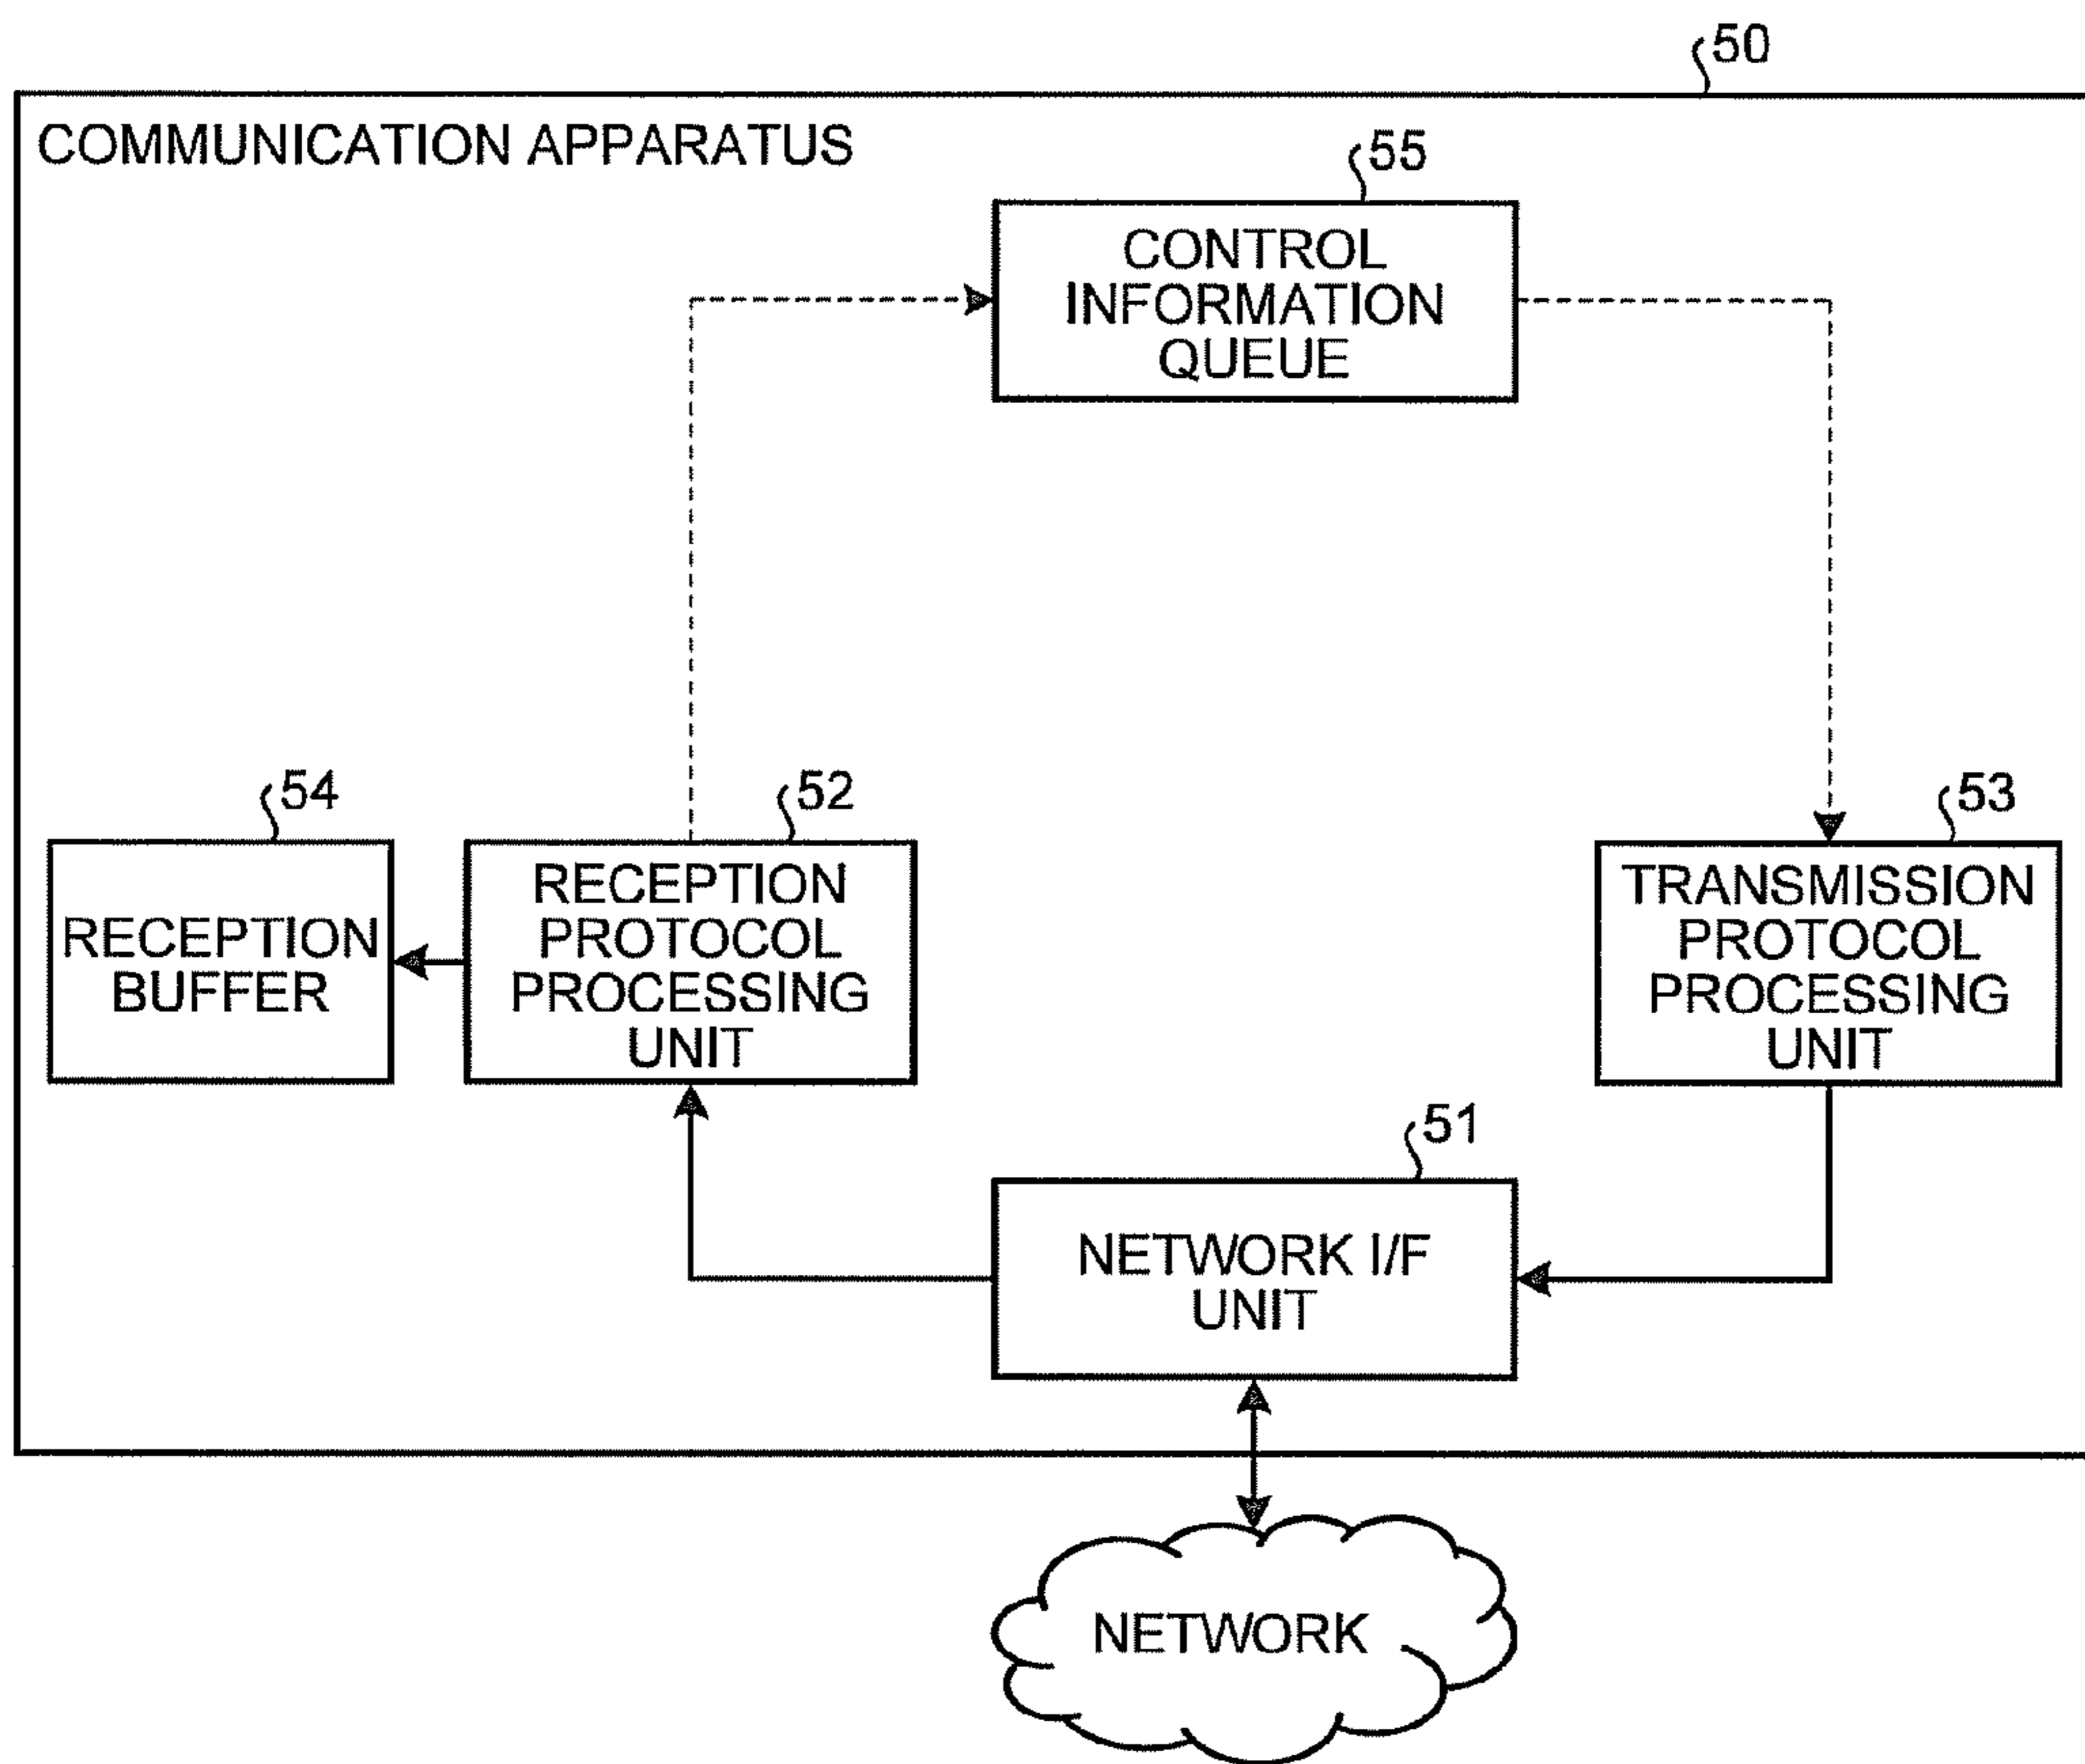 50
COMMUNICATION APPARATUS
55
CONTROL
INFORMATION
QUEUE
54
52
53
RECEPTION
BUFFER
RECEPTION
PROTOCOL
PROCESSING
UNIT
TRANSMISSION
PROTOCOL
PROCESSING
UNIT
51
NETWORK I/F
UNIT
NETWORK